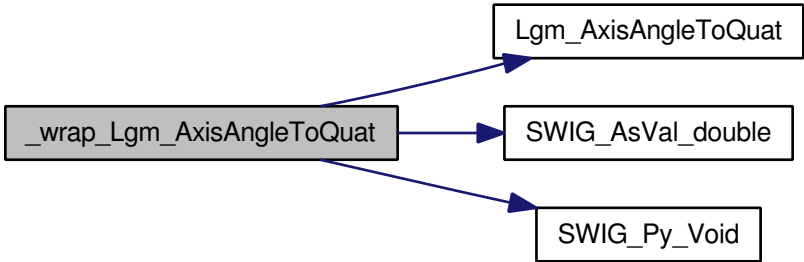 Lgm_AxisAngleToQuat
_wrap_Lgm_AxisAngleToQuat
SWIG_AsVal_double
SWIG_Py_Void